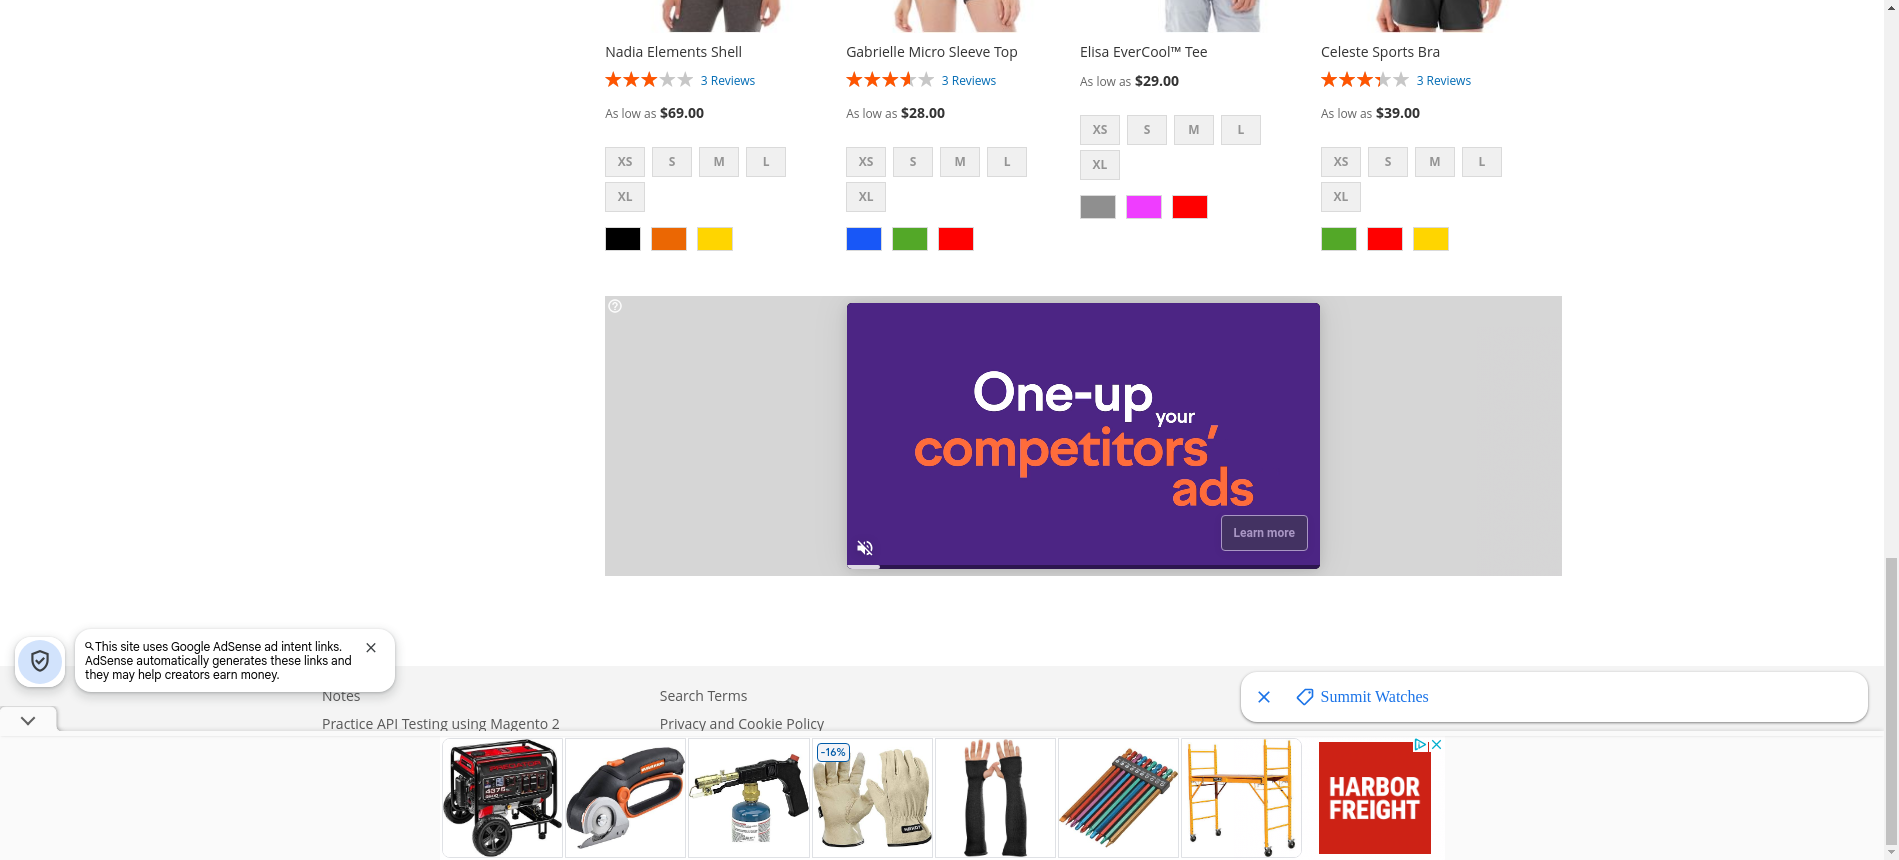 Nadia Elements Shell
3 Reviews
As low as $69.00
XS S M L
XL
Gabrielle Micro Sleeve Top
3 Reviews
As low as $28.00
XS S M L
XL
Elisa EverCool™ Tee
As low as $29.00
XS S M L
XL
Celeste Sports Bra
3 Reviews
As low as $39.00
XS S M L
XL
One-up
your
competitors'
ads
Learn more
This site uses Google AdSense ad intent links.
AdSense automatically generates these links and
they may help creators earn money.
Notes
Practice API Testing using Magento 2
Search Terms
Privacy and Cookie Policy
Summit Watches
-16%
HARBOR
FREIGHT